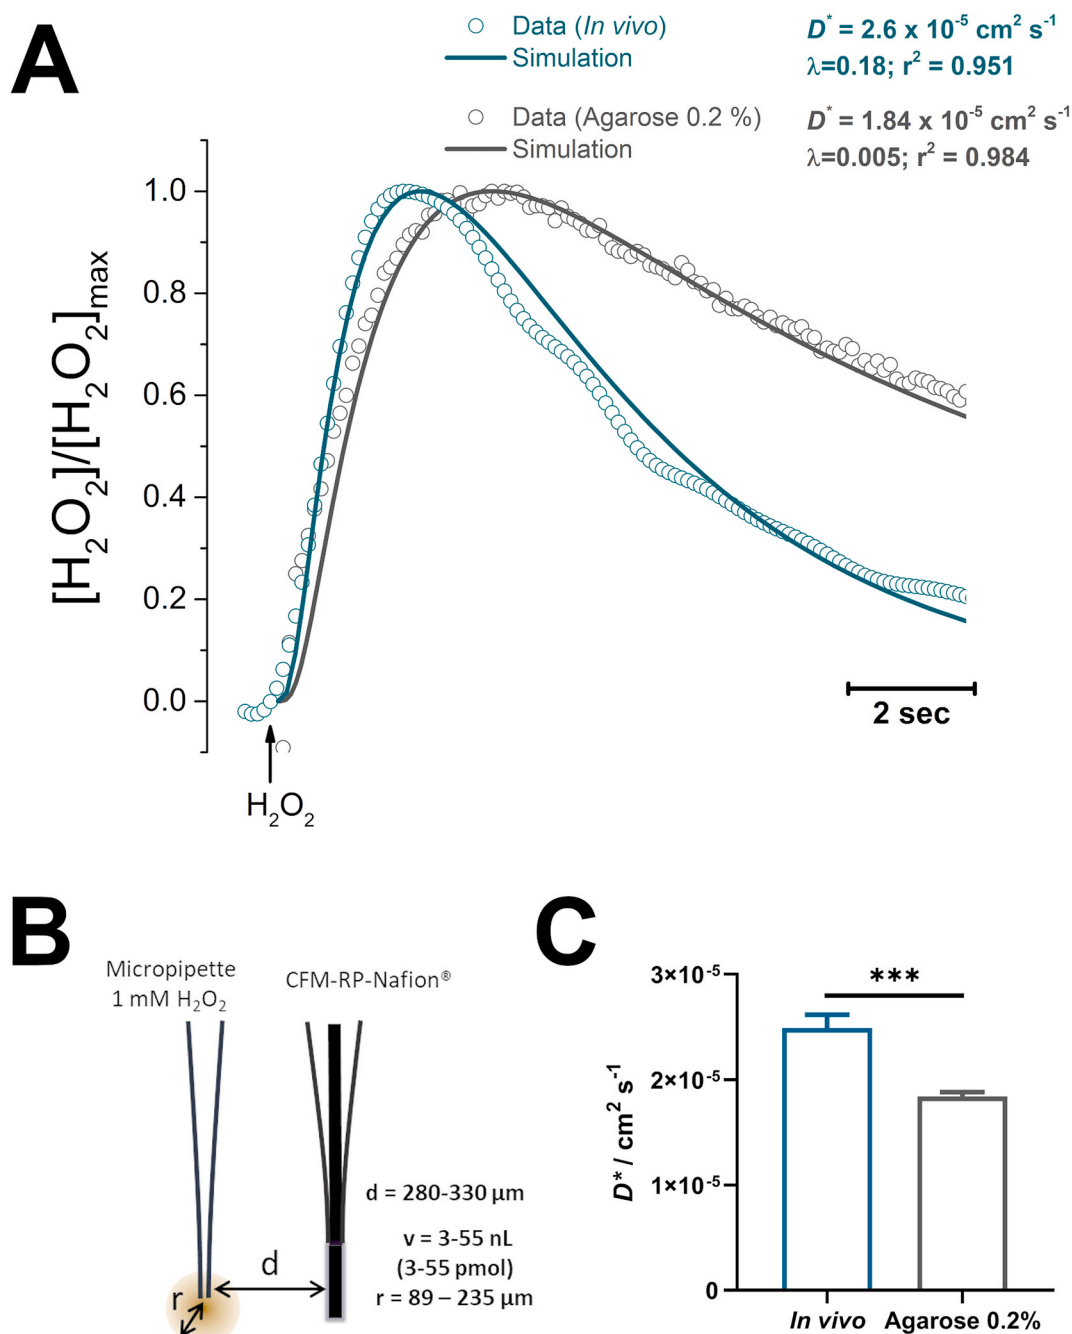 A
Data (In vivo)
Simulation
D* = 2.6 x 10⁻⁵ cm² s⁻¹
λ=0.18; r² = 0.951
Data (Agarose 0.2 %)
Simulation
D* = 1.84 x 10⁻⁵ cm² s⁻¹
λ=0.005; r² = 0.984
[H₂O₂]/[H₂O₂]max
1.0
0.8
0.6
0.4
0.2
0.0
2 sec
H₂O₂
B
Micropipette
1 mM H₂O₂
CFM-RP-Nafion®
d = 280-330 µm
v = 3-55 nL
(3-55 pmol)
r = 89 – 235 µm
d
r
C
D* / cm² s⁻¹
3×10⁻⁵
2×10⁻⁵
1×10⁻⁵
0
***
In vivo
Agarose 0.2%